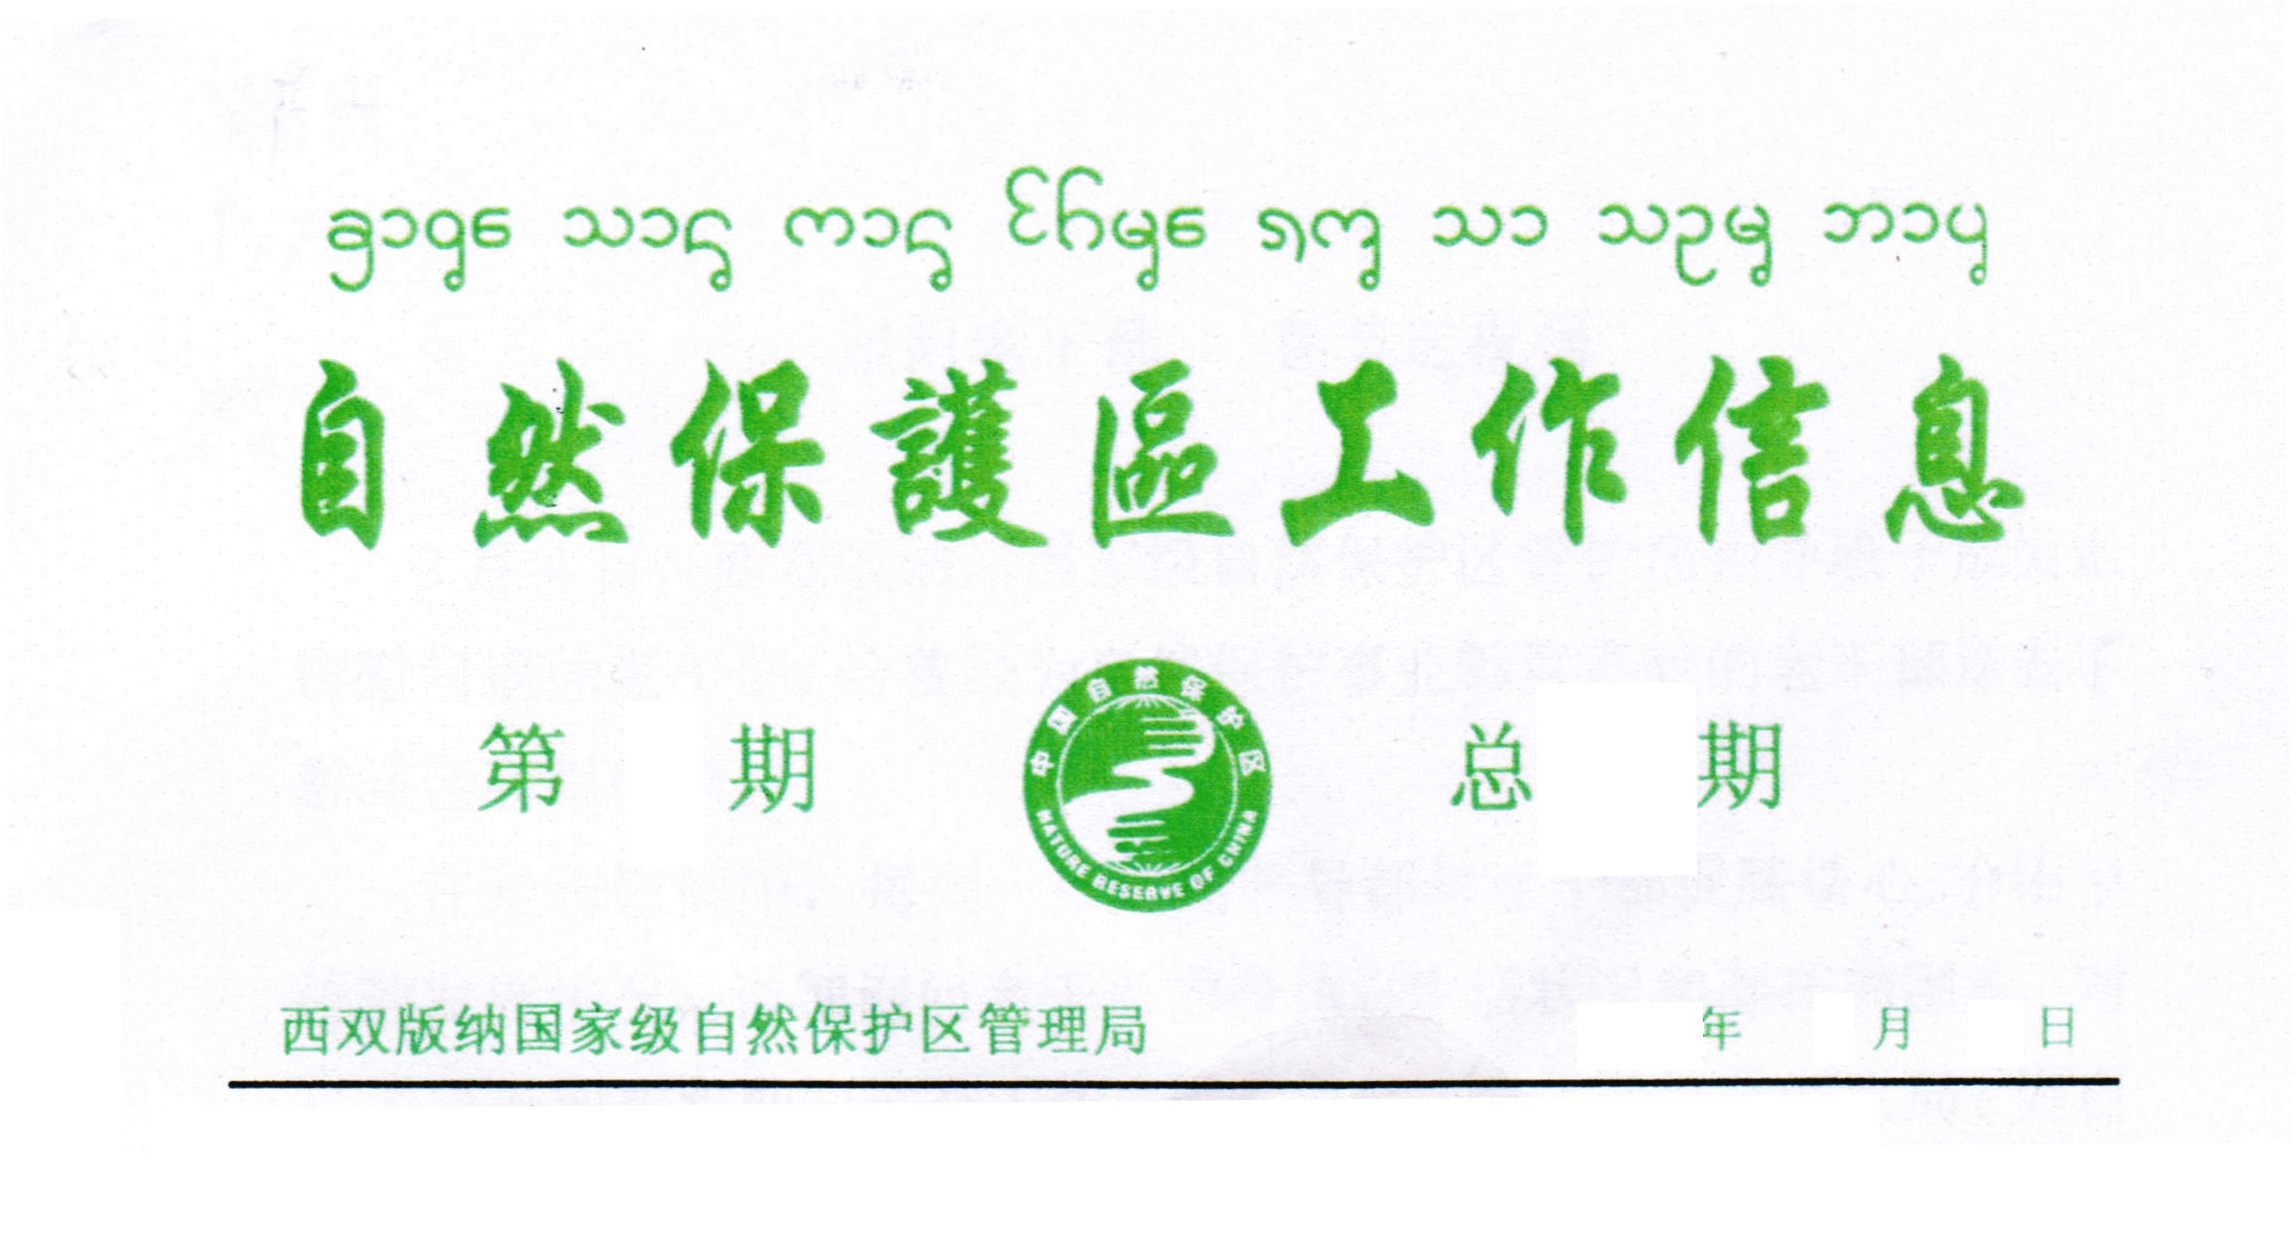 自然保護區工作信息
第 期
中国自然保护区
NATURE RESERVE OF CHINA
总 期
西双版纳国家级自然保护区管理局 年 月 日